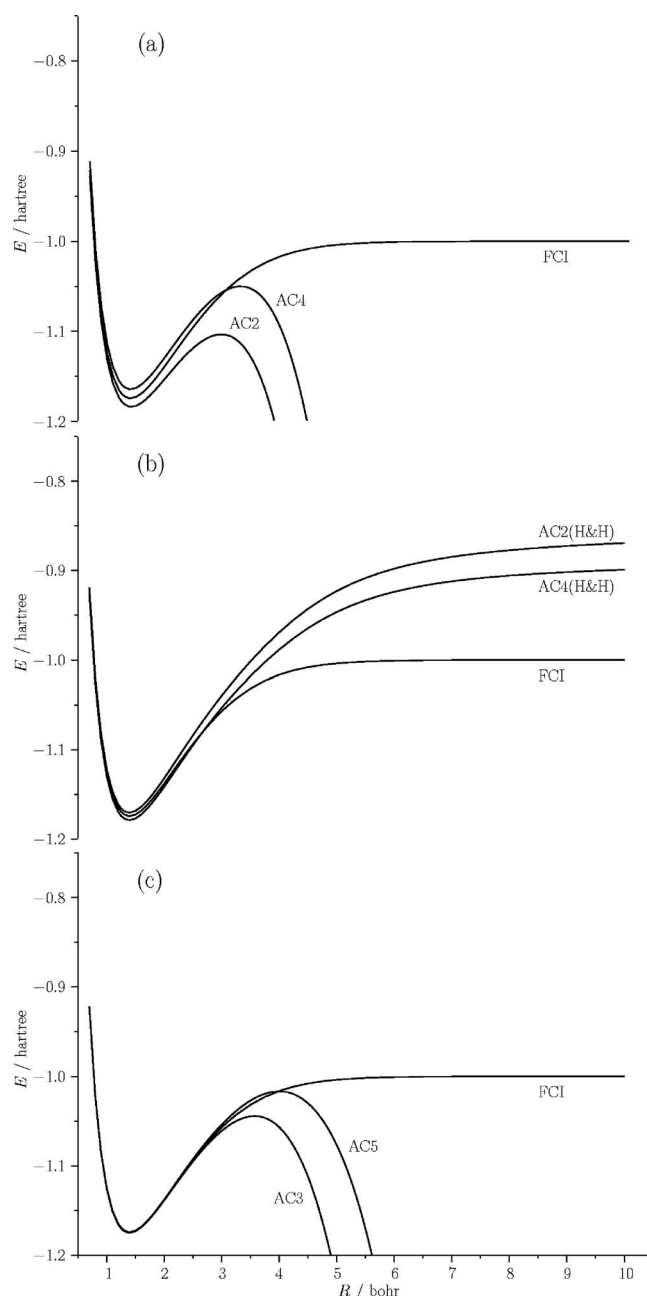 (a)
−0.8
−0.9
−1.0
−1.1
−1.2
E / hartree
FCI
AC4
AC2
(b)
−0.8
−0.9
−1.0
−1.1
−1.2
E / hartree
AC2(H&H)
AC4(H&H)
FCI
(c)
−0.8
−0.9
−1.0
−1.1
−1.2
E / hartree
FCI
AC5
AC3
1 2 3 4 5 6 7 8 9 10
R / bohr